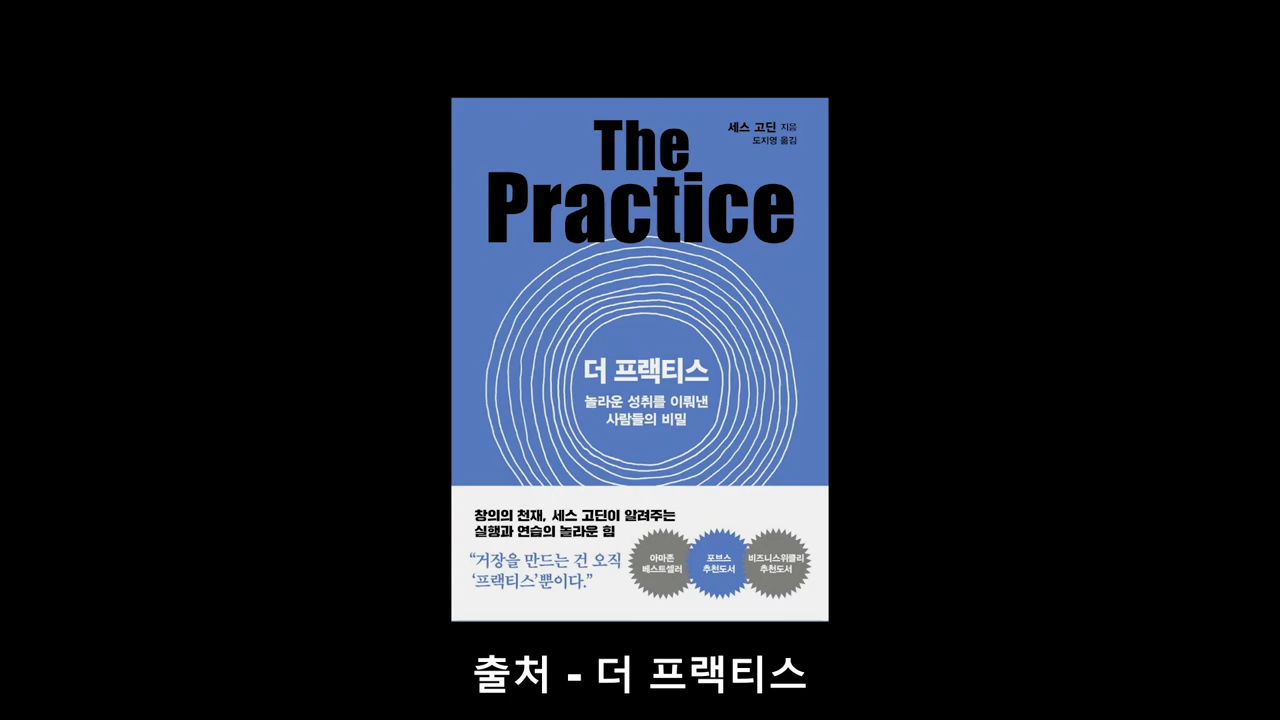 The
Practice
세스 고딘 지음
도지영 옮김
더 프랙티스
놀라운 성취를 이뤄낸
사람들의 비밀
창의의 천재, 세스 고딘이 알려주는
실행과 연습의 놀라운 힘
“거장을 만드는 건 오직
‘프랙티스’뿐이다.”
아마존
베스트셀러
포브스
추천도서
비즈니스위클리
추천도서
출처 - 더 프랙티스